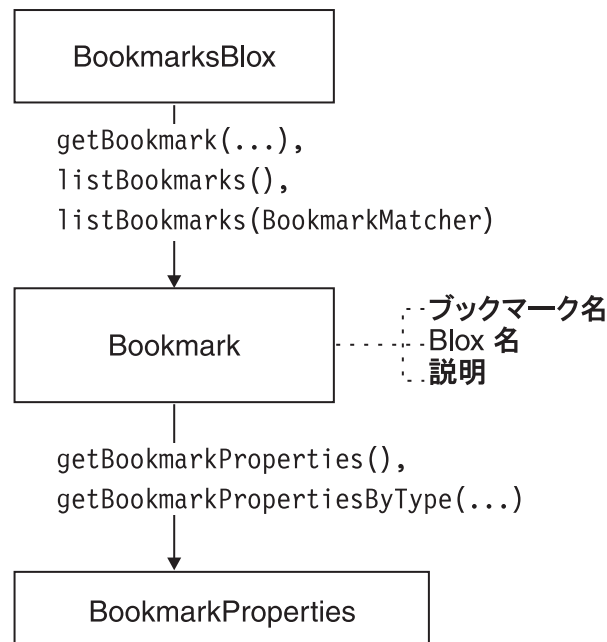 BookmarksBlox
getBookmark(...),
listBookmarks(),
listBookmarks(BookmarkMatcher)
Bookmark
ブックマーク名
Blox 名
説明
getBookmarkProperties(),
getBookmarkPropertiesByType(...)
BookmarkProperties